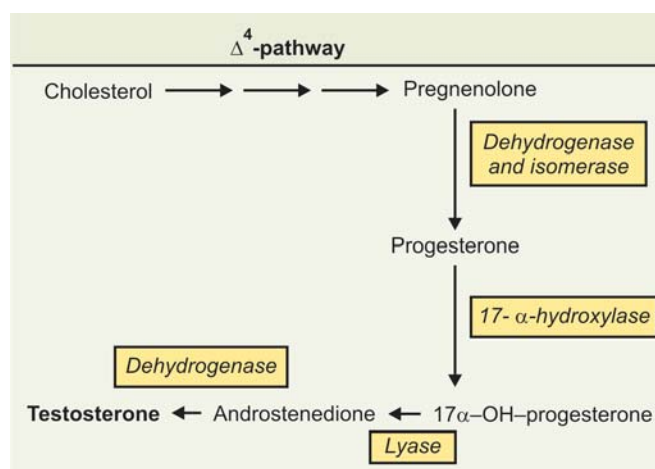 Δ⁴-pathway
Cholesterol
Pregnenolone
Dehydrogenase
and isomerase
Progesterone
17- α-hydroxylase
Dehydrogenase
Testosterone Androstenedione 17α–OH–progesterone
Lyase